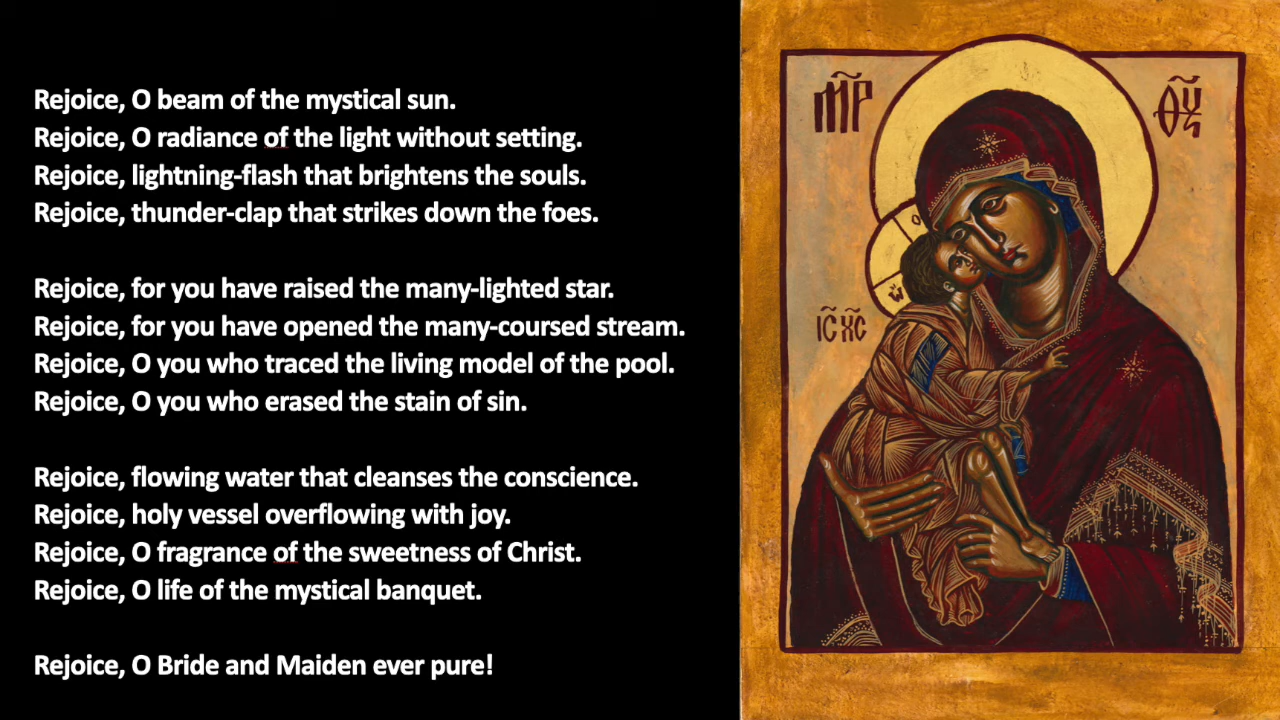 Rejoice, O beam of the mystical sun.
Rejoice, O radiance of the light without setting.
Rejoice, lightning-flash that brightens the souls.
Rejoice, thunder-clap that strikes down the foes.
Rejoice, for you have raised the many-lighted star.
Rejoice, for you have opened the many-coursed stream.
Rejoice, O you who traced the living model of the pool.
Rejoice, O you who erased the stain of sin.
Rejoice, flowing water that cleanses the conscience.
Rejoice, holy vessel overflowing with joy.
Rejoice, O fragrance of the sweetness of Christ.
Rejoice, O life of the mystical banquet.
Rejoice, O Bride and Maiden ever pure!
М҃Р Ѳ҃Ѵ
І҃С Х҃С